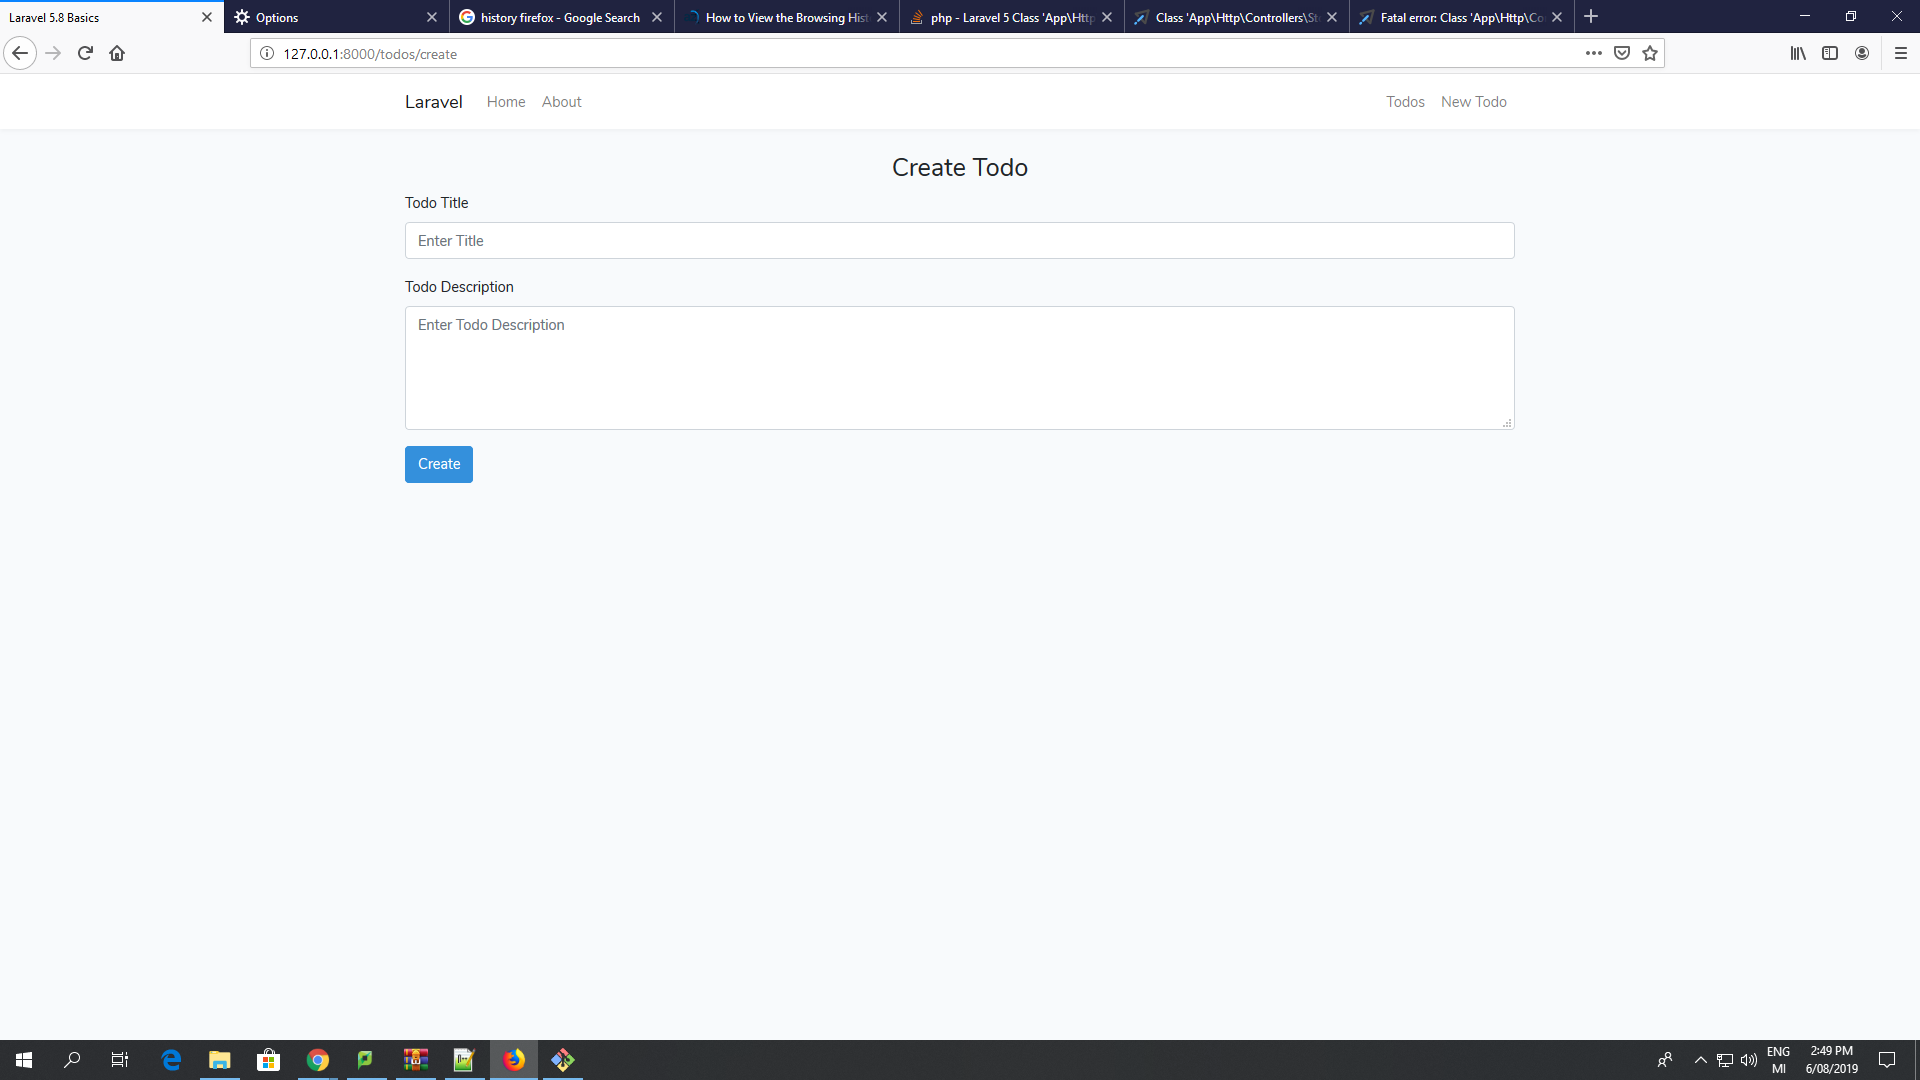 Laravel 5.8 Basics
Options
history firefox - Google Search
How to View the Browsing Hist
php - Laravel 5 Class 'App\Http
Class 'App\Http\Controllers\Sto
Fatal error: Class 'App\Http\Co
127.0.0.1:8000/todos/create
Laravel Home About Todos New Todo
Create Todo
Todo Title
Enter Title
Todo Description
Enter Todo Description
Create
ENG
MI
2:49 PM
6/08/2019